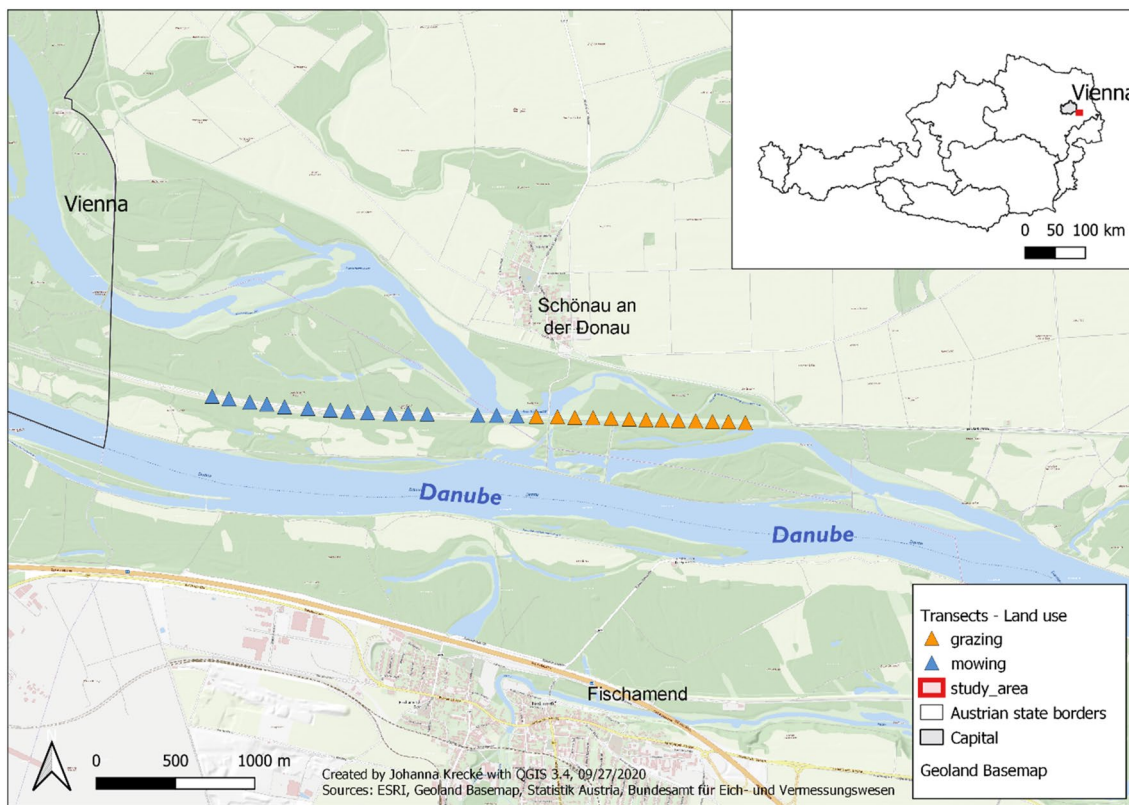 Vienna
0 50 100 km
Vienna
Schönau an
der Donau
Danube
Danube
Fischamend
Transects - Land use
grazing
mowing
study_area
Austrian state borders
Capital
Geoland Basemap
N
0 500 1000 m
Created by Johanna Krecké with QGIS 3.4, 09/27/2020
Sources: ESRI, Geoland Basemap, Statistik Austria, Bundesamt für Eich- und Vermessungswesen